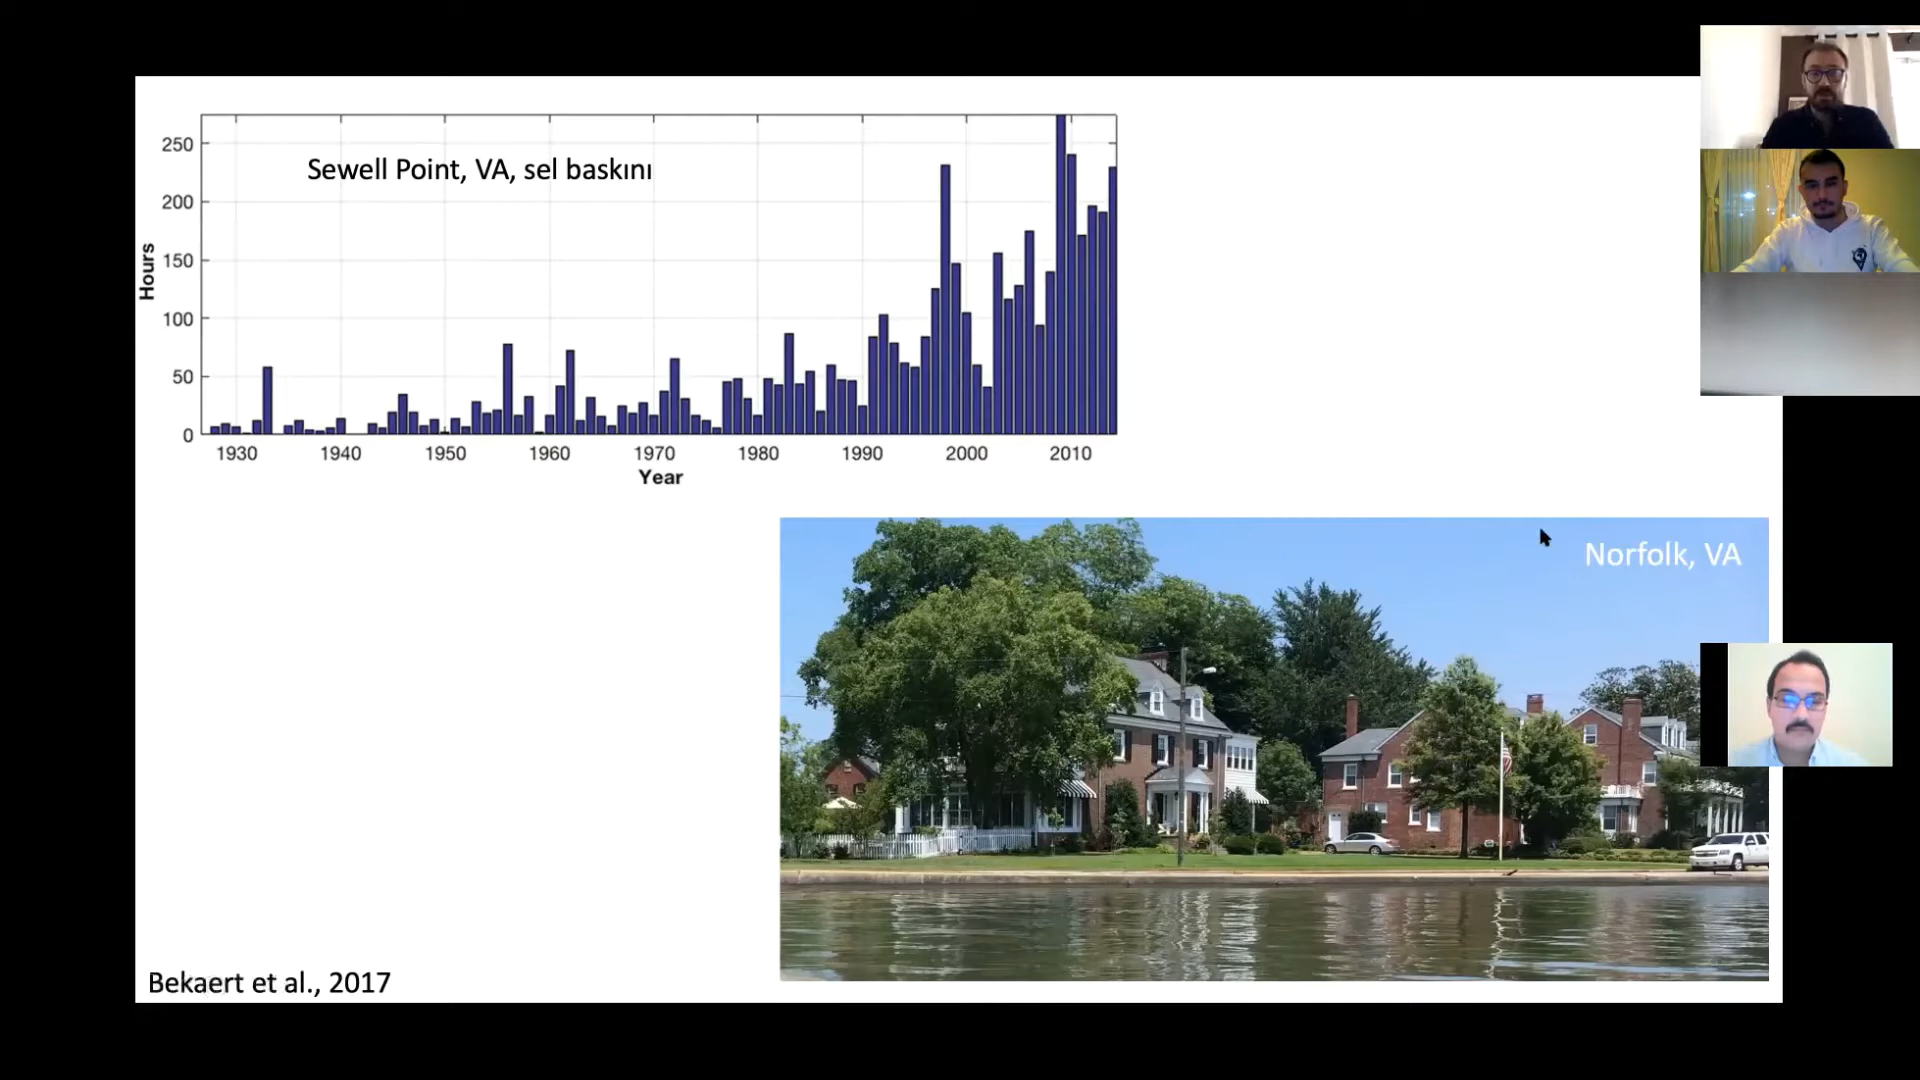 250
200
150
100
50
0
Hours
Sewell Point, VA, sel baskını
1930 1940 1950 1960 1970 1980 1990 2000 2010
Year
Norfolk, VA
Bekaert et al., 2017